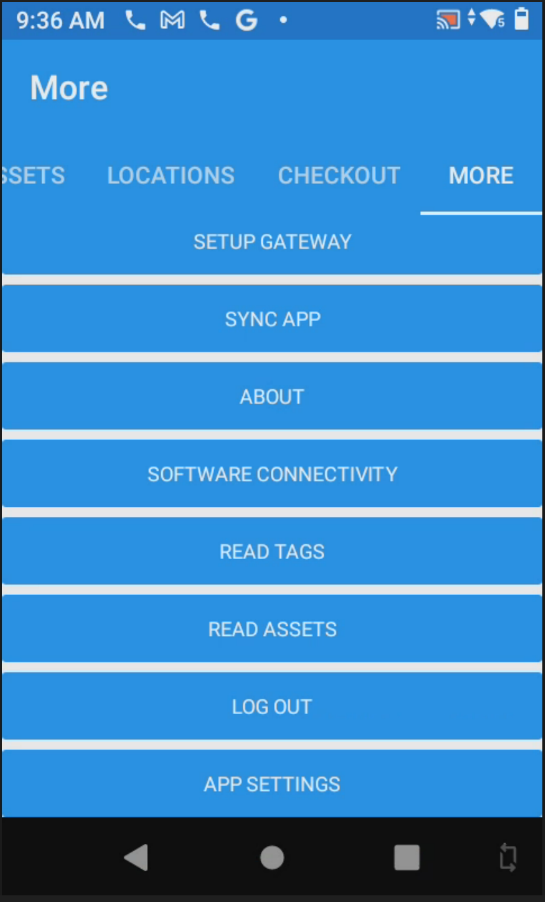 9:36 AM G 5
More
SSETS LOCATIONS CHECKOUT MORE
SETUP GATEWAY
SYNC APP
ABOUT
SOFTWARE CONNECTIVITY
READ TAGS
READ ASSETS
LOG OUT
APP SETTINGS